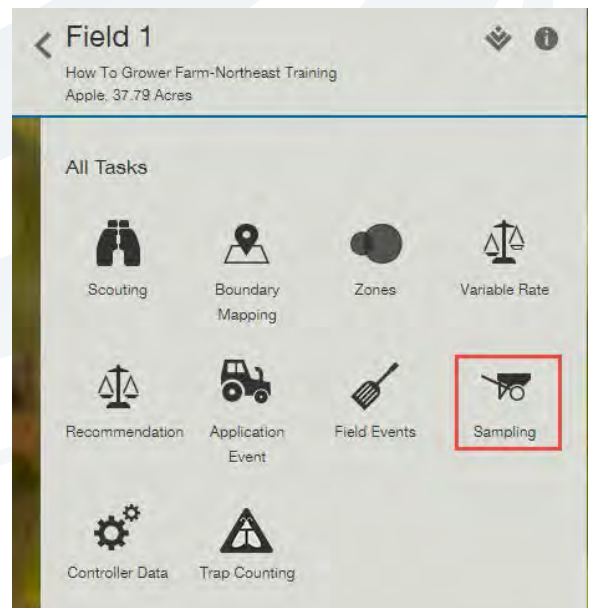 Field 1
How To Grower Farm-Northeast Training
Apple, 37.79 Acres
All Tasks
Scouting
Boundary
Mapping
Zones
Variable Rate
Recommendation
Application
Event
Field Events
Sampling
Controller Data
Trap Counting